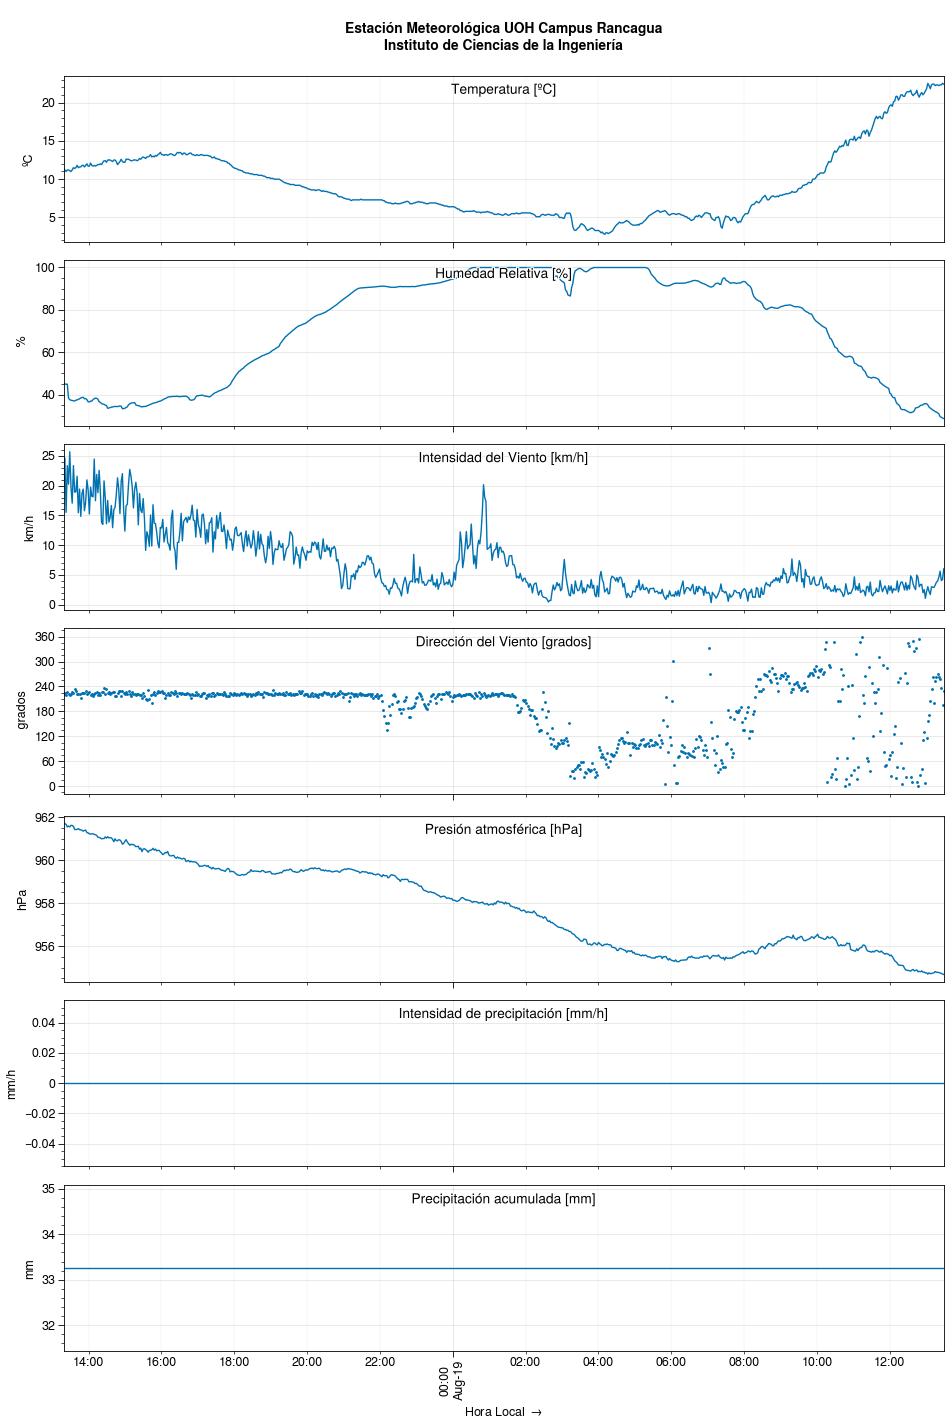 Estación Meteorológica UOH Campus Rancagua
Instituto de Ciencias de la Ingeniería
Temperatura [ºC]
ºC
20
15
10
5
Humedad Relativa [%]
%
100
80
60
40
Intensidad del Viento [km/h]
km/h
25
20
15
10
5
0
Dirección del Viento [grados]
grados
360
300
240
180
120
60
0
Presión atmosférica [hPa]
hPa
962
960
958
956
Intensidad de precipitación [mm/h]
mm/h
0.04
0.02
0
−0.02
−0.04
Precipitación acumulada [mm]
mm
35
34
33
32
14:00 16:00 18:00 20:00 22:00 00:00 02:00 04:00 06:00 08:00 10:00 12:00
Aug-19
Hora Local →